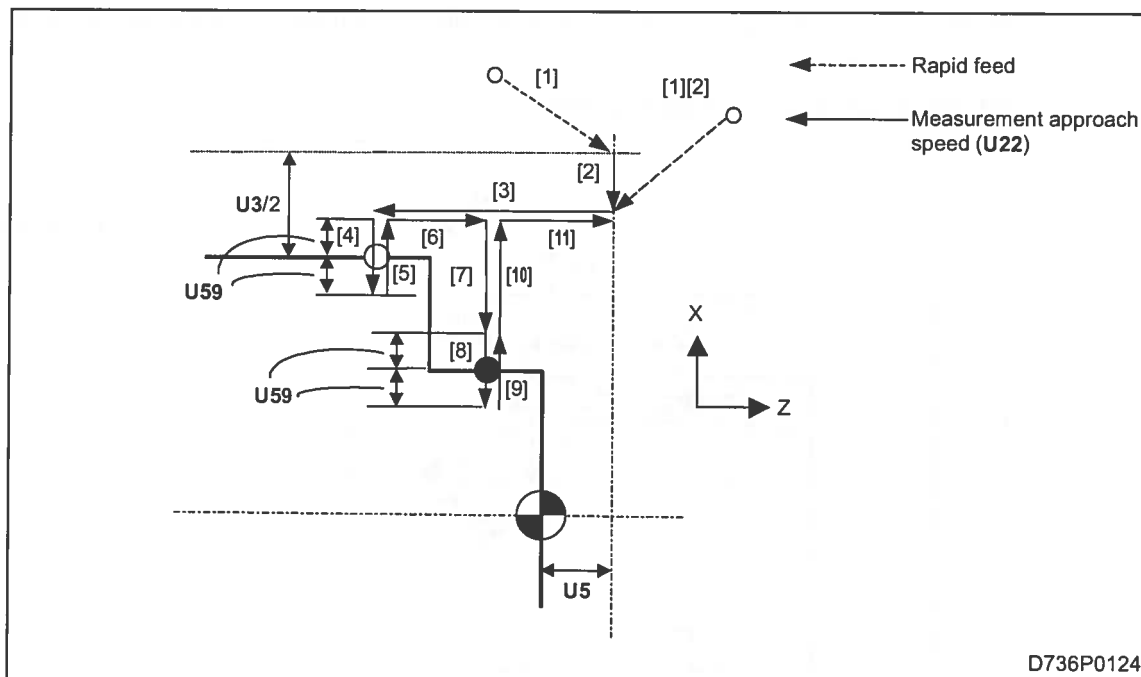 [1]
[1][2]
Rapid feed
Measurement approach
speed (U22)
[2]
[3]
U3/2
[4]
[6]
[11]
[5]
[7]
[10]
U59
X
[8]
U59
[9]
Z
U5
D736P0124